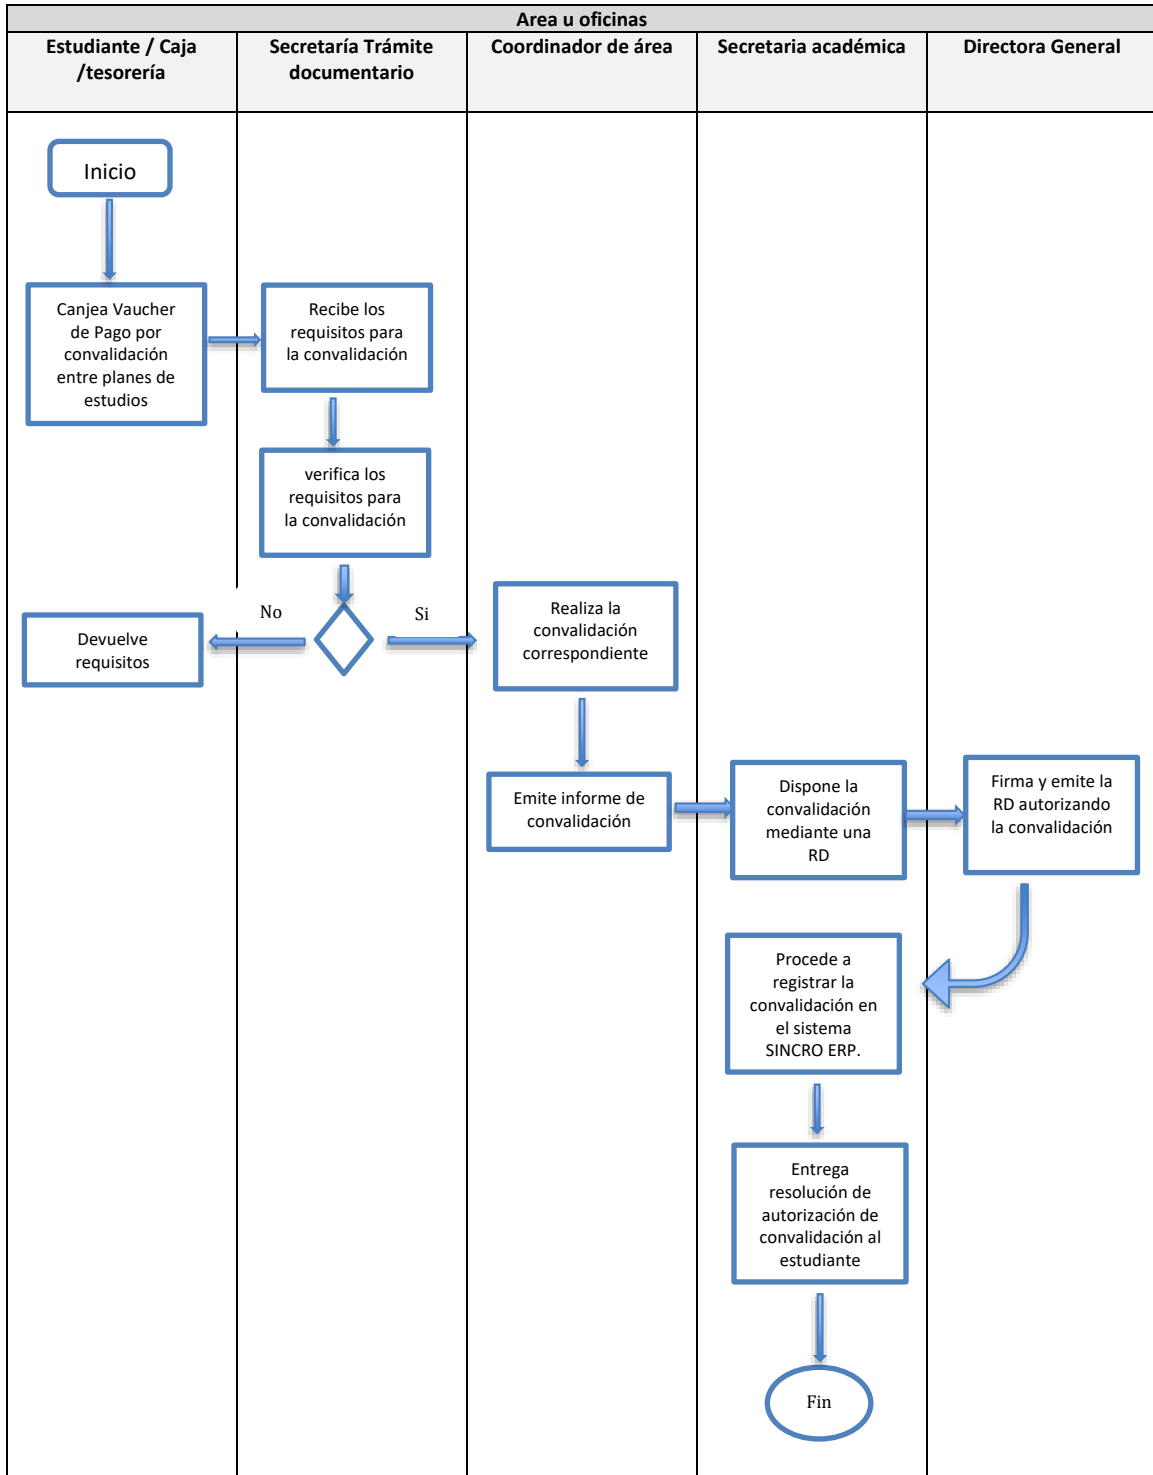 Area u oficinas
Estudiante / Caja
/tesorería
Secretaría Trámite
documentario
Coordinador de área
Secretaria académica
Directora General
Inicio
Canjea Vaucher
de Pago por
convalidación
entre planes de
estudios
Recibe los
requisitos para
la convalidación
verifica los
requisitos para
la convalidación
No
Si
Devuelve
requisitos
Realiza la
convalidación
correspondiente
Emite informe de
convalidación
Dispone la
convalidación
mediante una
RD
Firma y emite la
RD autorizando
la convalidación
Procede a
registrar la
convalidación en
el sistema
SINCRO ERP.
Entrega
resolución de
autorización de
convalidación al
estudiante
Fin